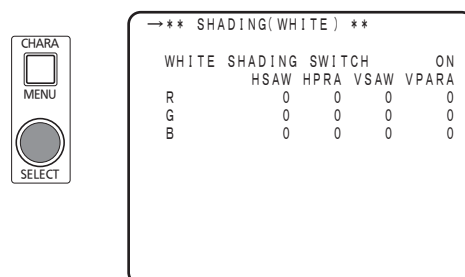 CHARA
MENU
SELECT
→** SHADING(WHITE) **
WHITE SHADING SWITCH ON
HSAW HPRA VSAW VPARA
R 0 0 0 0
G 0 0 0 0
B 0 0 0 0